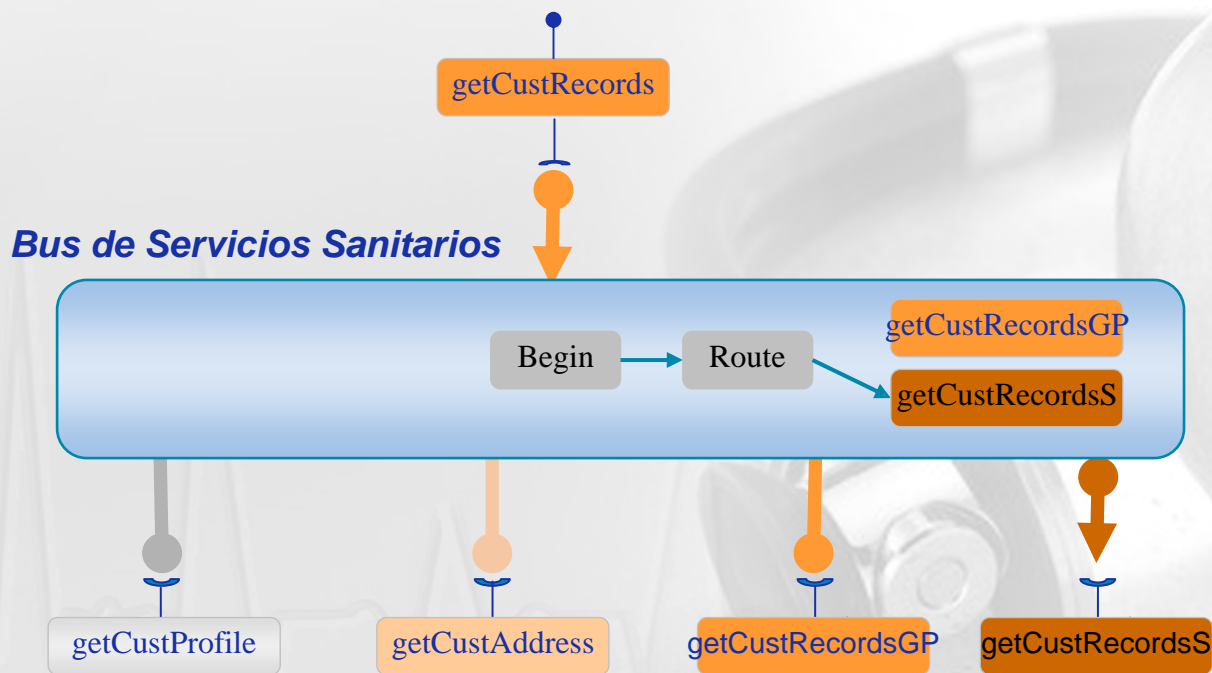 getCustRecords
Bus de Servicios Sanitarios
getCustRecordsGP
Begin
Route
getCustRecordsS
getCustProfile
getCustAddress
getCustRecordsGP
getCustRecordsS